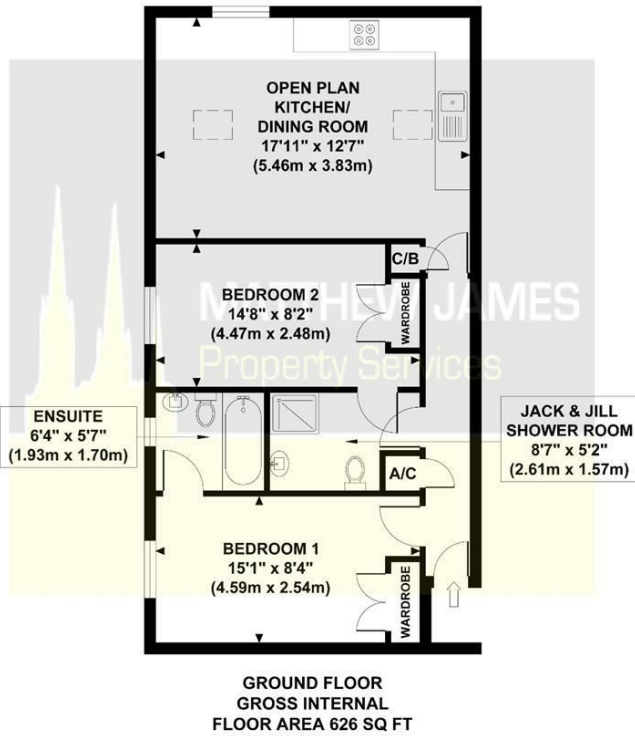 OPEN PLAN
KITCHEN/
DINING ROOM
17'11" x 12'7"
(5.46m x 3.83m)
C/B
BEDROOM 2
14'8" x 8'2"
(4.47m x 2.48m)
WARDROBE
MATTHEW JAMES
Property Services
ENSUITE
6'4" x 5'7"
(1.93m x 1.70m)
JACK & JILL
SHOWER ROOM
8'7" x 5'2"
(2.61m x 1.57m)
A/C
BEDROOM 1
15'1" x 8'4"
(4.59m x 2.54m)
WARDROBE
GROUND FLOOR
GROSS INTERNAL
FLOOR AREA 626 SQ FT